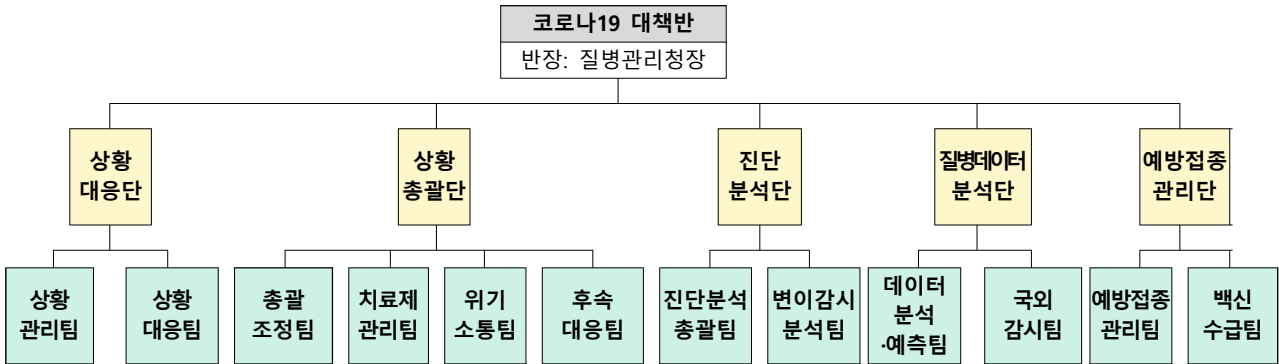 코로나19 대책반
반장: 질병관리청장
상황
대응단
상황
총괄단
진단
분석단
질병데이터
분석단
예방접종
관리단
상황
관리팀
상황
대응팀
총괄
조정팀
치료제
관리팀
위기
소통팀
후속
대응팀
진단분석
총괄팀
변이감시
분석팀
데이터
분석
·예측팀
국외
감시팀
예방접종
관리팀
백신
수급팀